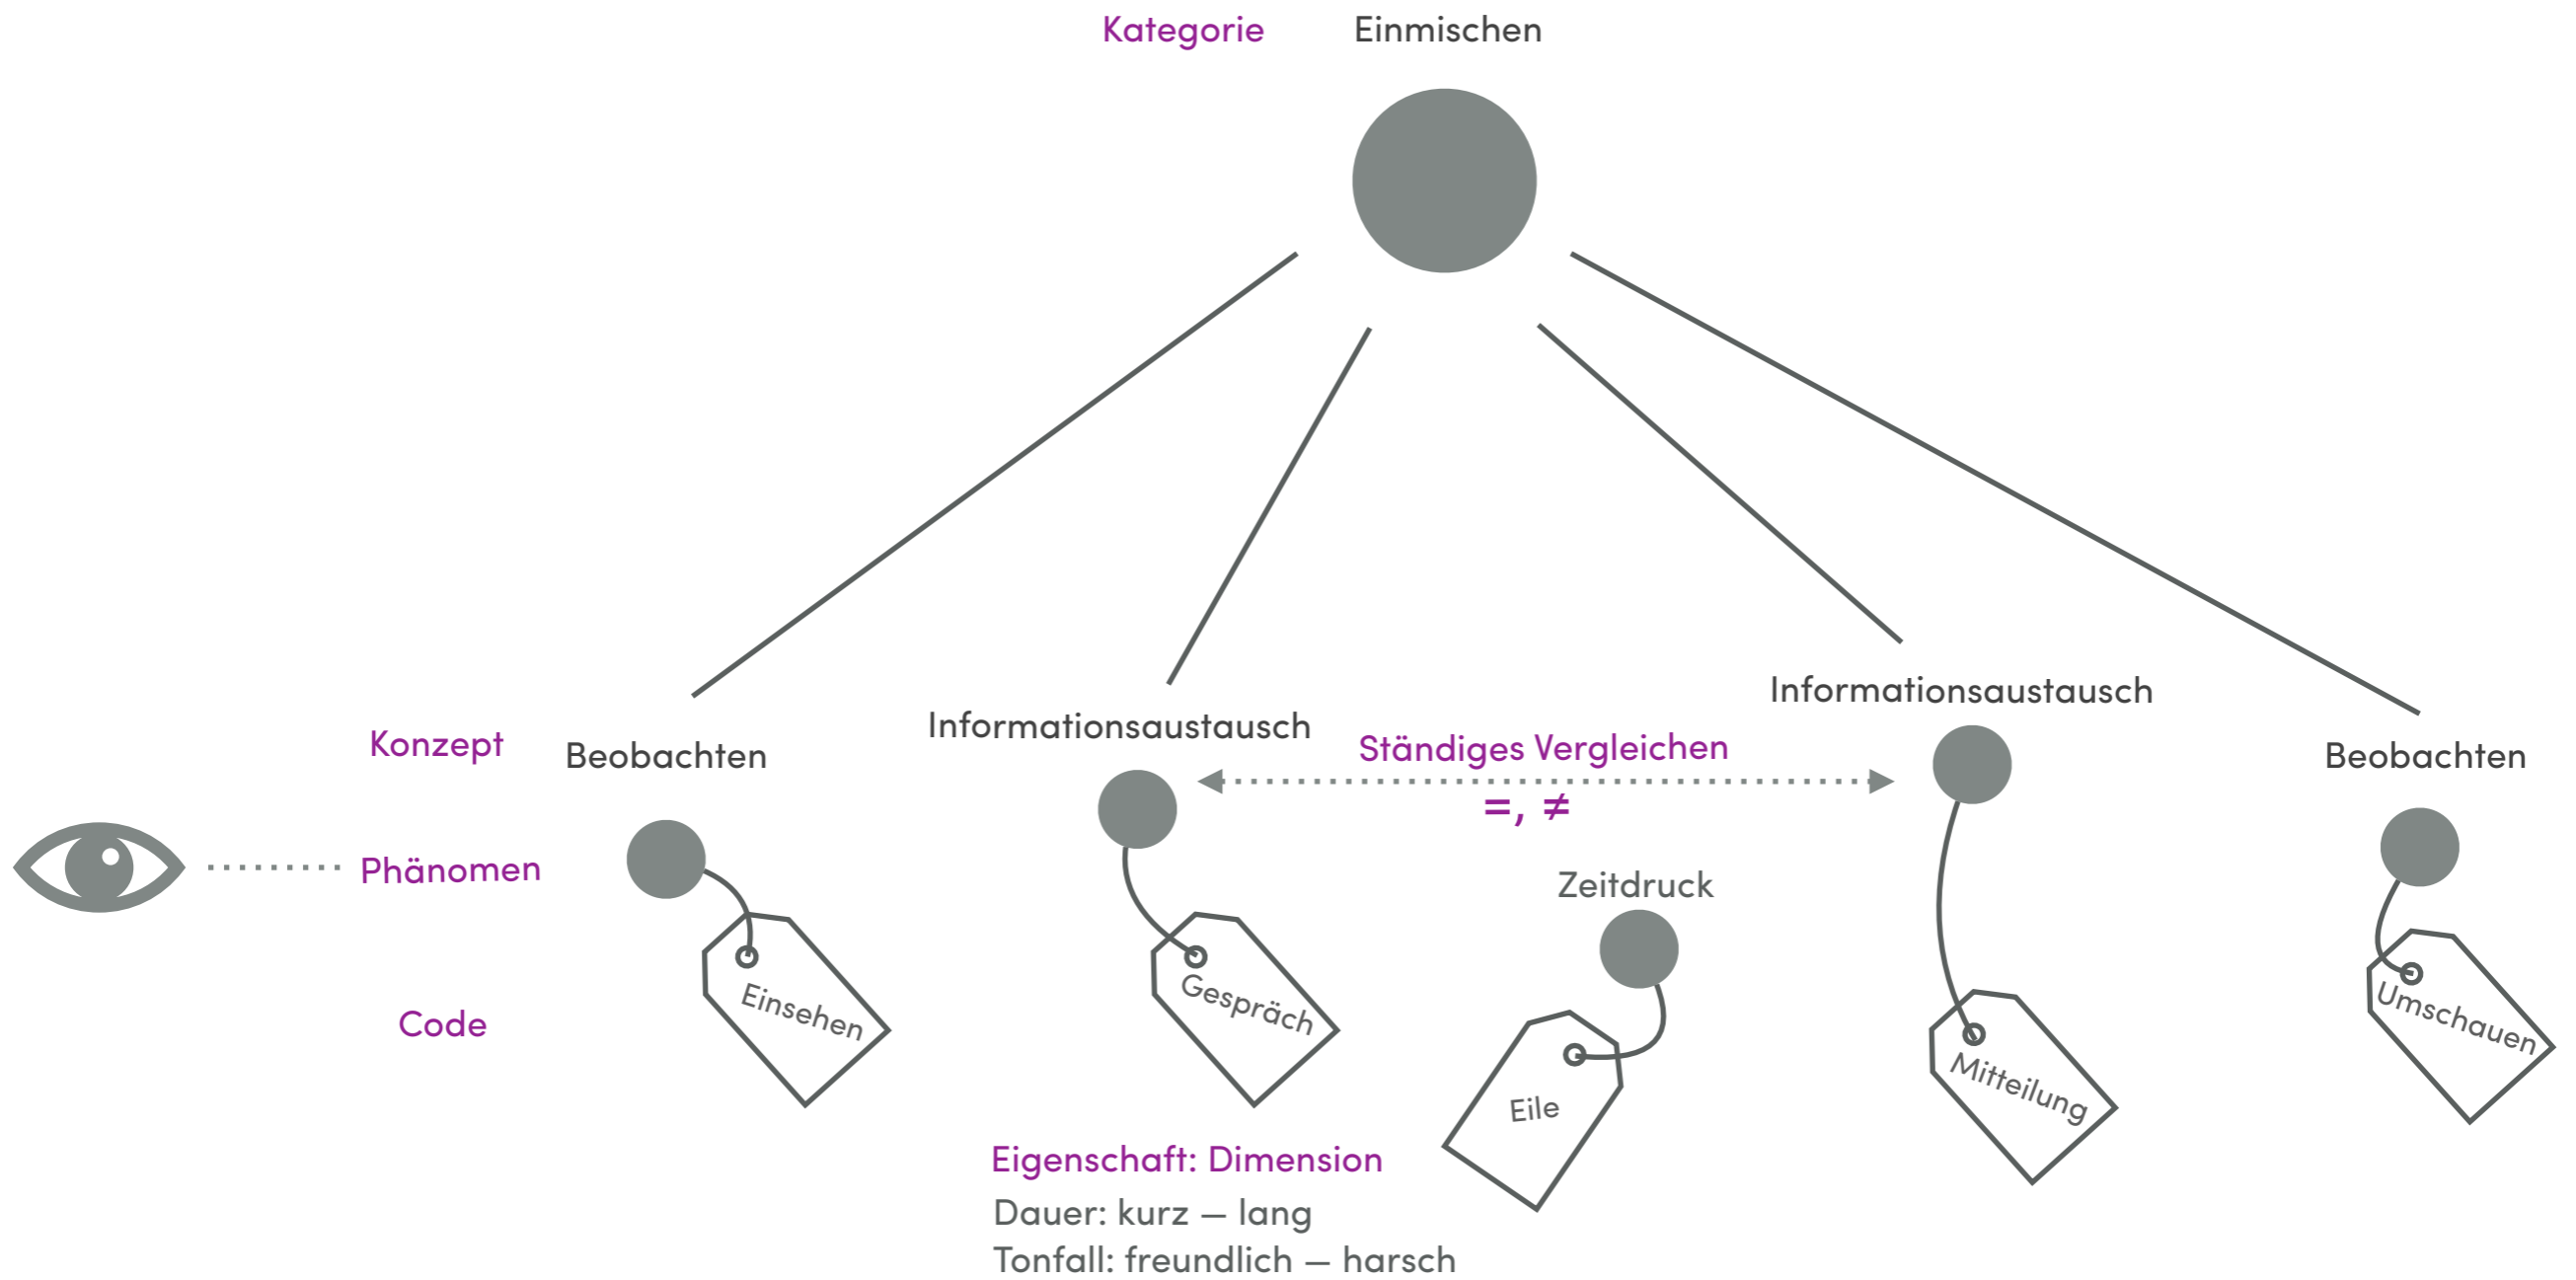 Kategorie Einmischen
Informationsaustausch
Informationsaustausch
Konzept
Beobachten
Ständiges Vergleichen
Beobachten
=, ≠
Phänomen
Zeitdruck
Code
Einsehen
Gespräch
Umschauen
Eile
Mitteilung
Eigenschaft: Dimension
Dauer: kurz – lang
Tonfall: freundlich – harsch